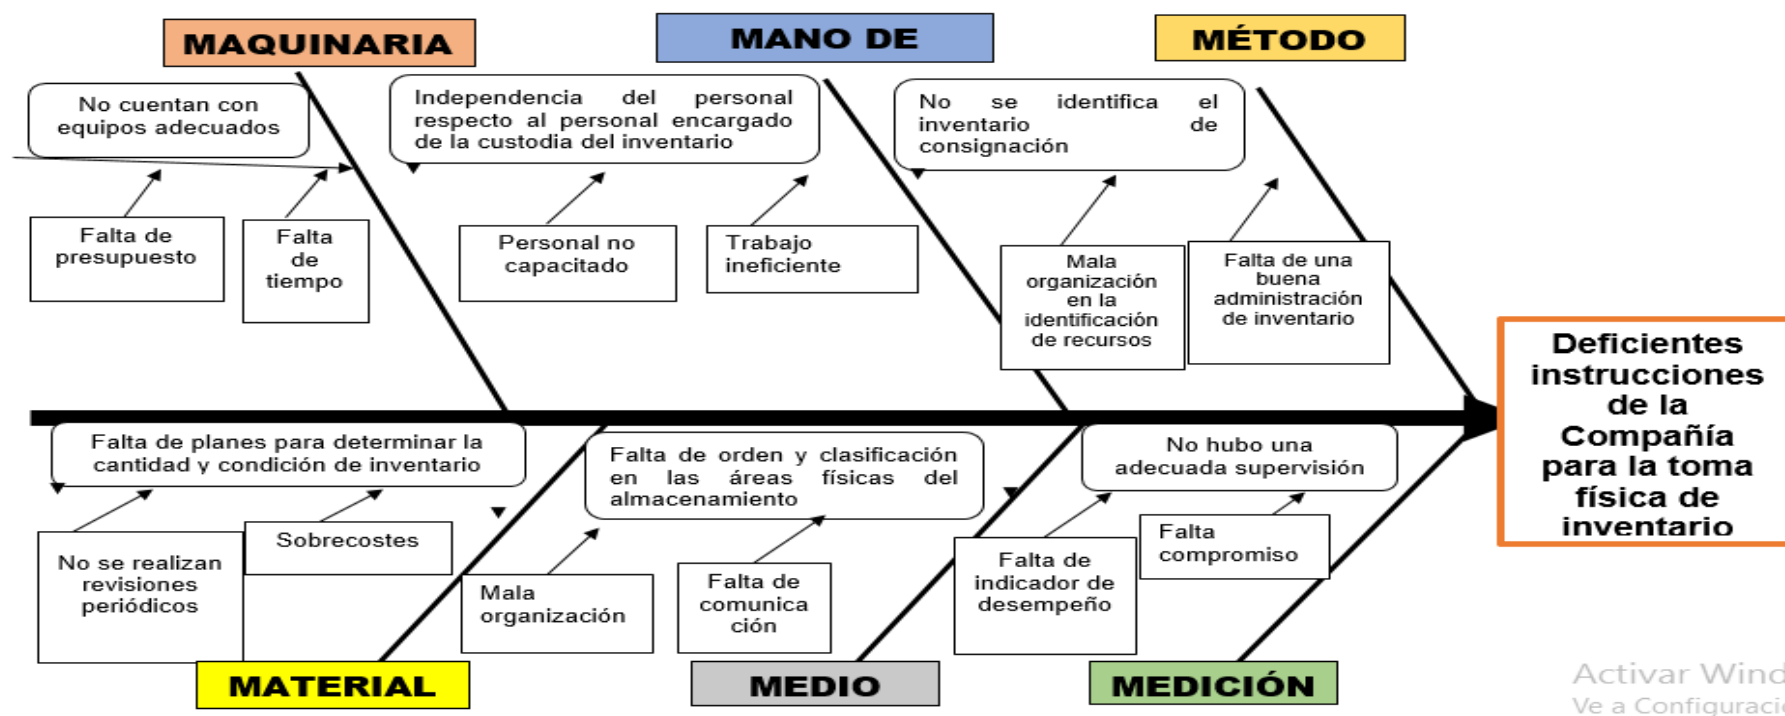 MAQUINARIA
MANO DE
MÉTODO
No cuentan con
equipos adecuados
Independencia del personal
respecto al personal encargado
de la custodia del inventario
No se identifica el
inventario de
consignación
Falta de
presupuesto
Falta
de
tiempo
Personal no
capacitado
Trabajo
ineficiente
Mala
organización
en la
identificación
de recursos
Falta de una
buena
administración
de inventario
Deficientes
instrucciones
de la
Compañía
para la toma
física de
inventario
Falta de planes para determinar la
cantidad y condición de inventario
Falta de orden y clasificación
en las áreas físicas del
almacenamiento
No hubo una
adecuada supervisión
No se realizan
revisiones
periódicos
Sobrecostes
Mala
organización
Falta de
comunica
ción
Falta de
indicador de
desempeño
Falta
compromiso
MATERIAL
MEDIO
MEDICIÓN
Activar Wind
Ve a Configuració